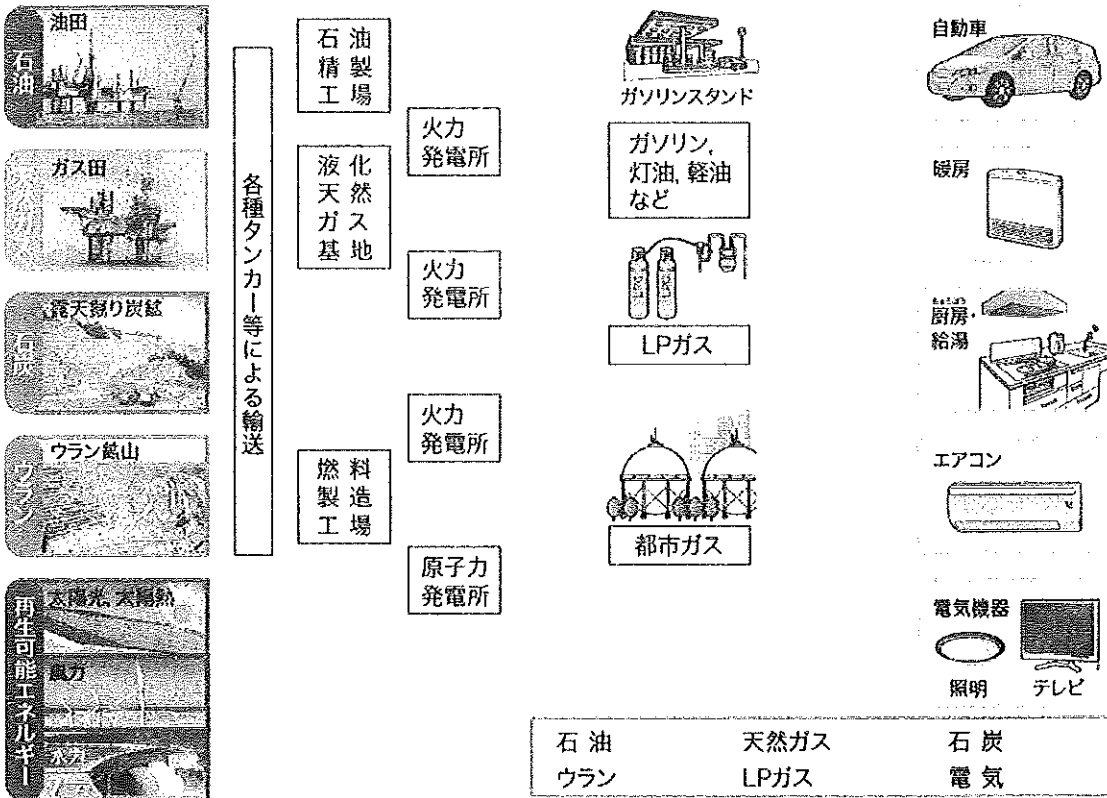 石油
油田
天然ガス
ガス田
石炭
露天掘り炭鉱
ウラン
ウラン鉱山
再生可能エネルギー
太陽光,太陽熱
風力
水力
各種タンカー等による輸送
石油
精製
工場
液化
天然
ガス
基地
燃料
製造
工場
火力
発電所
火力
発電所
火力
発電所
原子力
発電所
ガソリンスタンド
ガソリン,
灯油, 軽油
など
LPガス
都市ガス
自動車
暖房
ちゅうぼう
厨房・
給湯
エアコン
電気機器
照明 テレビ
石油 天然ガス 石炭
ウラン LPガス 電気